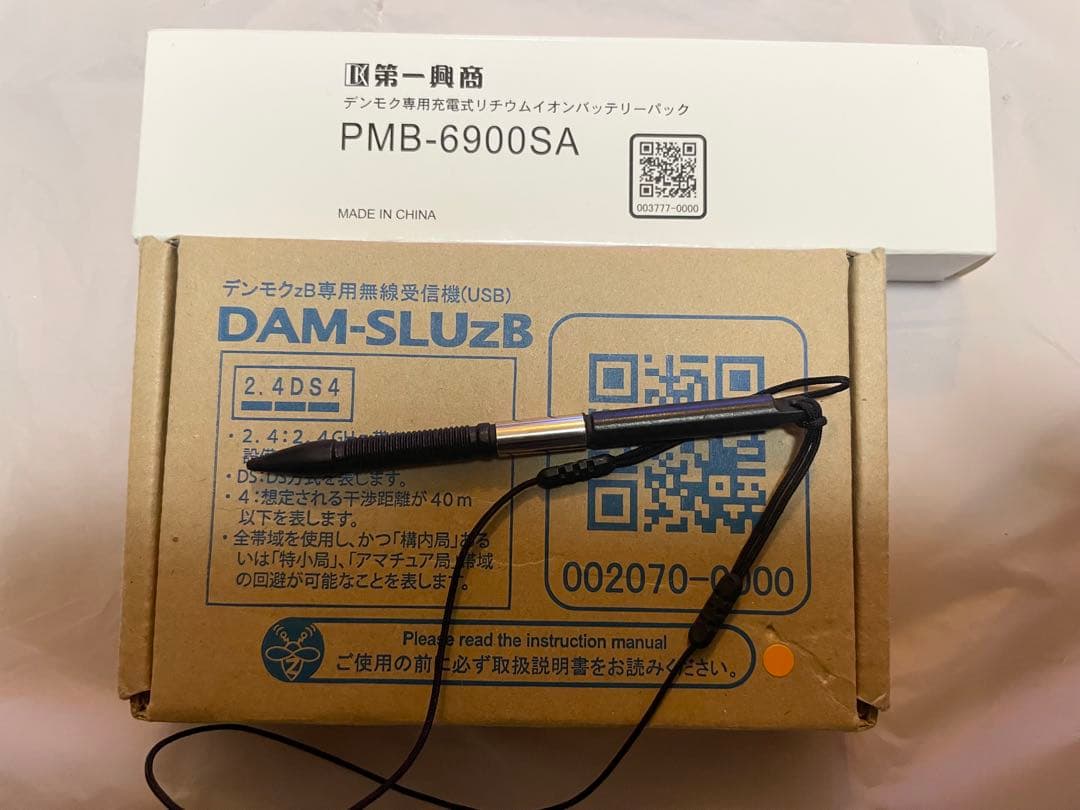 DK 第一興商
デンモク専用充電式リチウムイオンバッテリーパック
PMB-6900SA
003777-0000
MADE IN CHINA
デンモクzB専用無線受信機(USB)
DAM-SLUzB
2.4DS4
・2.4:2.4GHz
設備
・DS:DS方式を表します。
・4:想定される干渉距離が40m
以下を表します。
・全帯域を使用し、かつ「構内局」ある
いは「特小局」、「アマチュア局」帯域
の回避が可能なことを表します。
002070-0000
Please read the instruction manual
ご使用の前に必ず取扱説明書をお読みください。